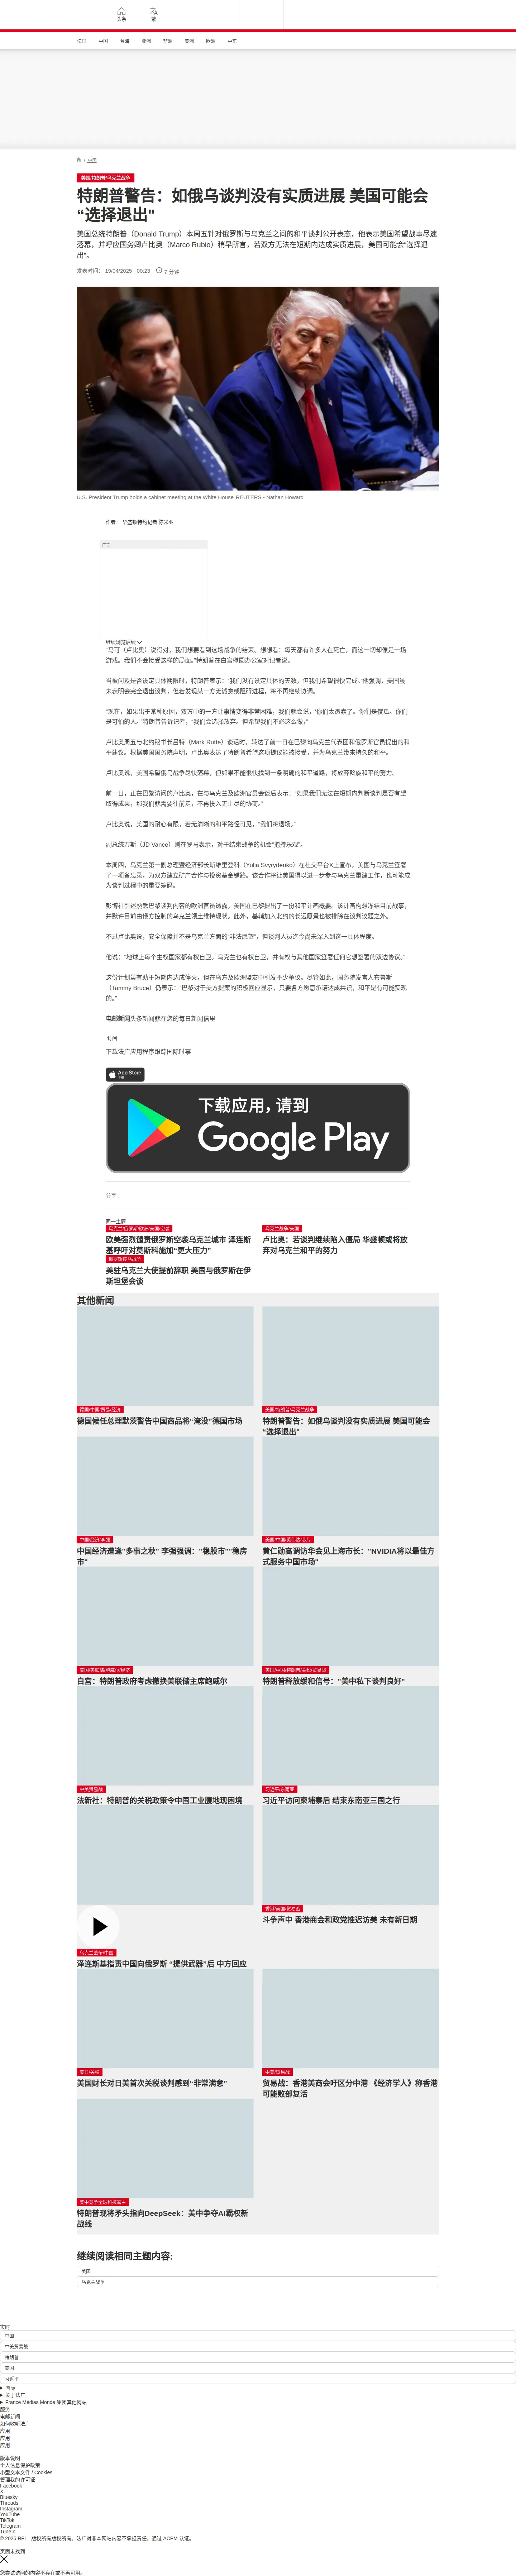 头条
繁
法国
中国
台海
亚洲
非洲
美洲
欧洲
中东
/ 中国
美国/特朗普/乌克兰战争
特朗普警告：如俄乌谈判没有实质进展 美国可能会
“选择退出"
美国总统特朗普（Donald Trump）本周五针对俄罗斯与乌克兰之间的和平谈判公开表态，他表示美国希望战事尽速
落幕，并呼应国务卿卢比奥（Marco Rubio）稍早所言，若双方无法在短期内达成实质进展，美国可能会“选择退
出"。
发表时间： 19/04/2025 - 00:23
7 分钟
U.S. President Trump holds a cabinet meeting at the White House REUTERS - Nathan Howard
作者： 华盛顿特约记者 陈米亚
广告
继续浏览后续
“马可（卢比奥）说得对，我们想要看到这场战争的结束。想想看：每天都有许多人在死亡，而这一切却像是一场
游戏。我们不会接受这样的局面。"特朗普在白宫椭圆办公室对记者说。
当被问及是否设定具体期限时，特朗普表示：“我们没有设定具体的天数，但我们希望很快完成。"他强调，美国虽
未表明会完全退出谈判，但若发现某一方无诚意或阻碍进程，将不再继续协调。
“现在，如果出于某种原因，双方中的一方让事情变得非常困难，我们就会说，‘你们太愚蠢了。你们是傻瓜。你们
是可怕的人。'"特朗普告诉记者，“我们会选择放弃。但希望我们不必这么做。"
卢比奥周五与北约秘书长吕特（Mark Rutte）谈话时，转达了前一日在巴黎向乌克兰代表团和俄罗斯官员提出的和
平建议。根据美国国务院声明，卢比奥表达了特朗普希望这项提议能被接受，并为乌克兰带来持久的和平。
卢比奥说，美国希望俄乌战争尽快落幕，但如果不能很快找到一条明确的和平道路，将放弃斡旋和平的努力。
前一日，正在巴黎访问的卢比奥，在与乌克兰及欧洲官员会谈后表示：“如果我们无法在短期内判断谈判是否有望
取得成果，那我们就需要往前走，不再投入无止尽的协商。"
卢比奥说，美国的耐心有限，若无清晰的和平路径可见，“我们将退场。"
副总统万斯（JD Vance）则在罗马表示，对于结束战争的机会“抱持乐观"。
本周四，乌克兰第一副总理暨经济部长斯维里登科（Yulia Svyrydenko）在社交平台X上宣布，美国与乌克兰签署
了一项备忘录，为双方建立矿产合作与投资基金铺路。该合作将让美国得以进一步参与乌克兰重建工作，也可能成
为谈判过程中的重要筹码。
彭博社引述熟悉巴黎谈判内容的欧洲官员透露，美国在巴黎提出了一份和平计画概要。该计画构想冻结目前战事，
并默许目前由俄方控制的乌克兰领土维持现状。此外，基辅加入北约的长远愿景也被排除在谈判议题之外。
不过卢比奥说，安全保障并不是乌克兰方面的“非法愿望"，但谈判人员迄今尚未深入到这一具体程度。
他说：“地球上每个主权国家都有权自卫。乌克兰也有权自卫，并有权与其他国家签署任何它想签署的双边协议。"
这份计划虽有助于短期内达成停火，但在乌方及欧洲盟友中引发不少争议。尽管如此，国务院发言人布鲁斯
（Tammy Bruce）仍表示：“巴黎对于美方提案的积极回应显示，只要各方愿意承诺达成共识，和平是有可能实现
的。"
电邮新闻头条新闻就在您的每日新闻信里
订阅
下载法广应用程序跟踪国际时事
App Store
下载
下载应用，请到
Google Play
分享 :
同一主题
乌克兰/俄罗斯/欧洲/美国/空袭
欧美强烈谴责俄罗斯空袭乌克兰城市 泽连斯
基呼吁对莫斯科施加“更大压力"
乌克兰战争/美国
卢比奥：若谈判继续陷入僵局 华盛顿或将放
弃对乌克兰和平的努力
俄罗斯侵乌战争
美驻乌克兰大使提前辞职 美国与俄罗斯在伊
斯坦堡会谈
其他新闻
德国/中国/贸易/经济
德国候任总理默茨警告中国商品将“淹没"德国市场
美国/特朗普/乌克兰战争
特朗普警告：如俄乌谈判没有实质进展 美国可能会
“选择退出"
中国/经济/李强
中国经济遭逢"多事之秋" 李强强调："稳股市""稳房
市"
美国/中国/英伟达/芯片
黄仁勋高调访华会见上海市长："NVIDIA将以最佳方
式服务中国市场"
美国/美联储/鲍威尔/经济
白宫：特朗普政府考虑撤换美联储主席鲍威尔
美国/中国/特朗普/关税/贸易战
特朗普释放缓和信号："美中私下谈判良好"
中美贸易战
法新社：特朗普的关税政策令中国工业腹地现困境
习近平/东南亚
习近平访问柬埔寨后 结束东南亚三国之行
乌克兰战争/中国
泽连斯基指责中国向俄罗斯 “提供武器"后 中方回应
香港/美国/贸易战
斗争声中 香港商会和政党推迟访美 未有新日期
美日/关税
美国财长对日美首次关税谈判感到“非常满意"
中美/贸易战
贸易战：香港美商会吁区分中港 《经济学人》称香港
可能败部复活
美中竞争全球科技霸主
特朗普现将矛头指向DeepSeek：美中争夺AI霸权新
战线
继续阅读相同主题内容:
美国
乌克兰战争
实时
中国
中美贸易战
特朗普
美国
习近平
国际
关于法广
France Médias Monde 集团其他网站
服务
电邮新闻
如何收听法广
应用
应用
应用
版本说明
个人信息保护政策
小型文本文件 / Cookies
管理我的许可证
Facebook
X
Bluesky
Threads
Instagram
YouTube
TikTok
Telegram
TuneIn
© 2025 RFI – 版权所有版权所有。法广对非本网站内容不承担责任。通过 ACPM 认证。
页面未找到
您尝试访问的内容不存在或不再可用。